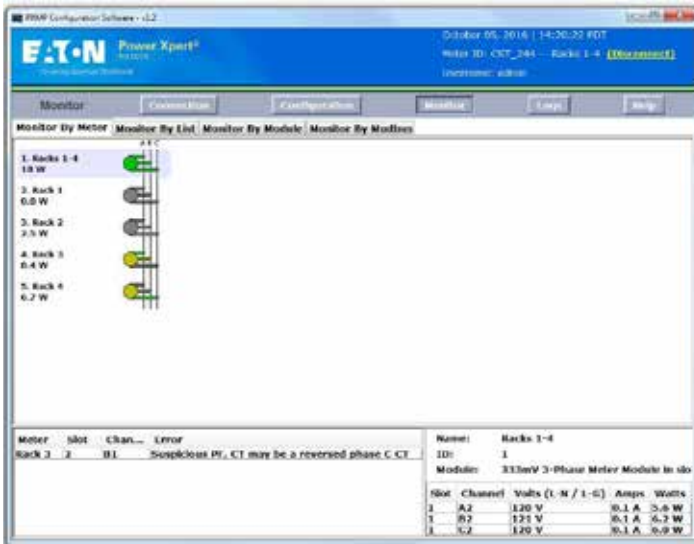 PXMP Configuration Software - v1.2
EATON Power Xpert®
October 05, 2016 | 14:20:22 PDT
Meter ID: CKT_244 - Racks 1-4 (Disconnect)
Username: admin
Monitor Connection Configuration Monitor Logs Help
Monitor By Meter Monitor By List Monitor By Module Monitor By Modbus
A B C
1. Racks 1-4
18 W
2. Rack 1
0.0 W
3. Rack 2
2.5 W
4. Rack 3
8.4 W
5. Rack 4
6.7 W
Meter Slot Chan... Error
Rack 3 2 B1 Suspicious PF, CT may be a reversed phase C CT
Name: Racks 1-4
ID: 1
Module: 333mV 3-Phase Meter Module in slo
Slot Channel Volts (L-N / L-G) Amps Watts
1 A2 120 V 0.1 A 5.6 W
1 B2 121 V 0.1 A 6.2 W
1 C2 120 V 0.1 A 6.0 W